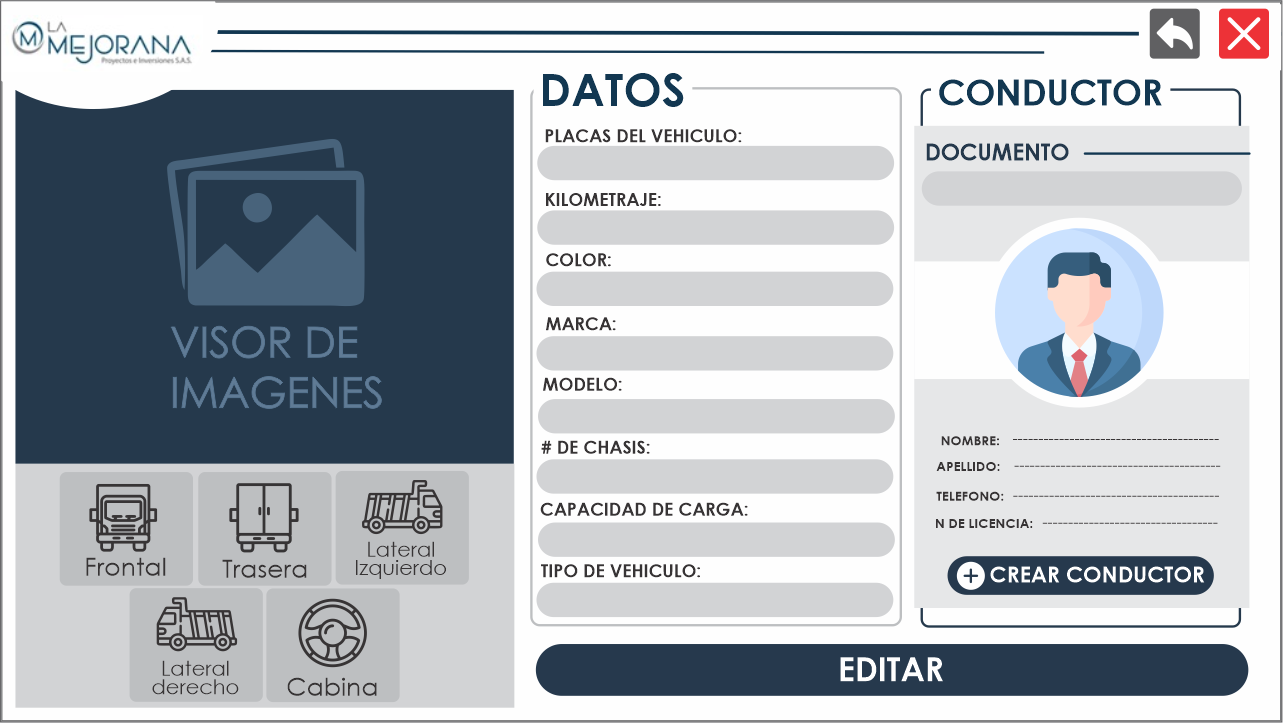 LA
MEJORANA
Proyectos e Inversiones S.A.S.
VISOR DE
IMAGENES
Frontal
Trasera
Lateral
Izquierdo
Lateral
derecho
Cabina
DATOS
PLACAS DEL VEHICULO:
KILOMETRAJE:
COLOR:
MARCA:
MODELO:
# DE CHASIS:
CAPACIDAD DE CARGA:
TIPO DE VEHICULO:
CONDUCTOR
DOCUMENTO
NOMBRE:
APELLIDO:
TELEFONO:
N DE LICENCIA:
CREAR CONDUCTOR
EDITAR